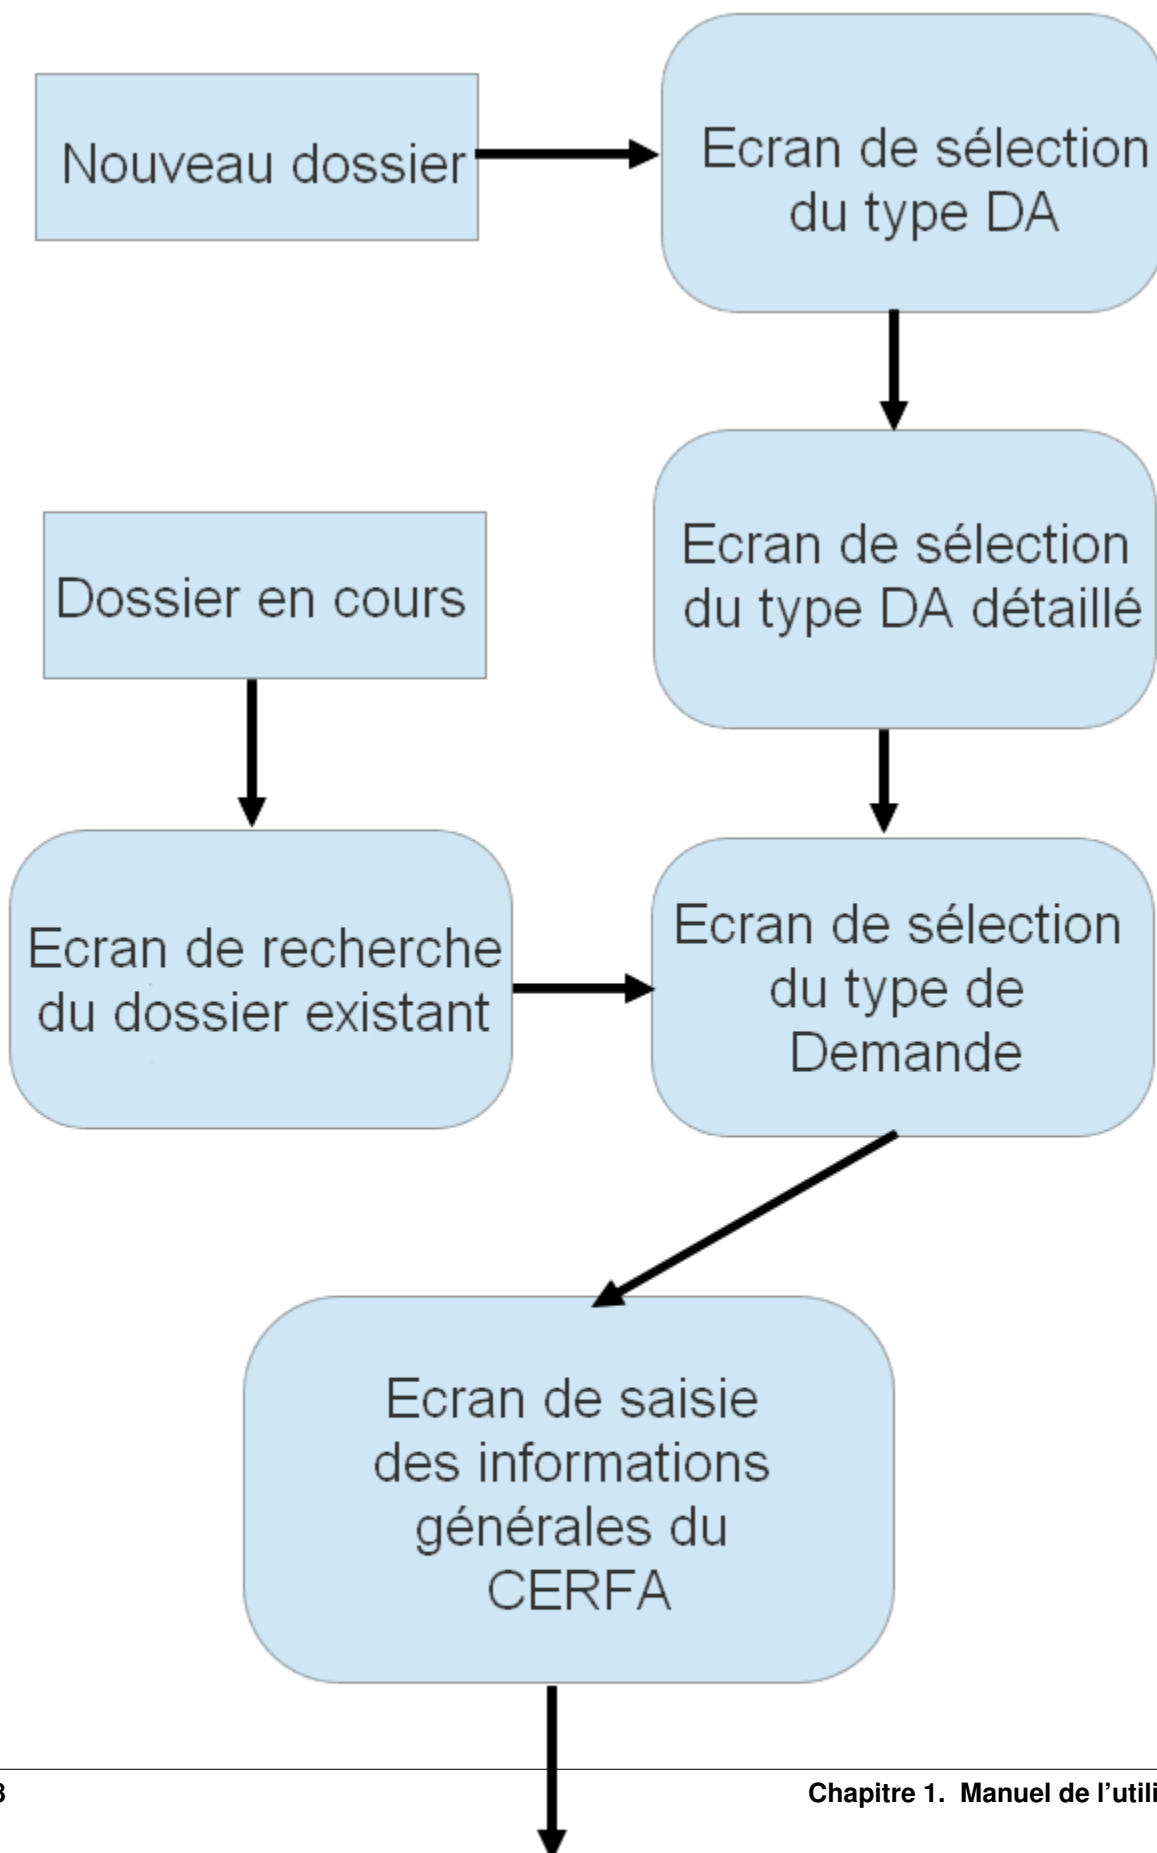 Nouveau dossier
Ecran de sélection
du type DA
Ecran de sélection
du type DA détaillé
Dossier en cours
Ecran de recherche
du dossier existant
Ecran de sélection
du type de
Demande
Ecran de saisie
des informations
générales du
CERFA
Chapitre 1. Manuel de l’utili